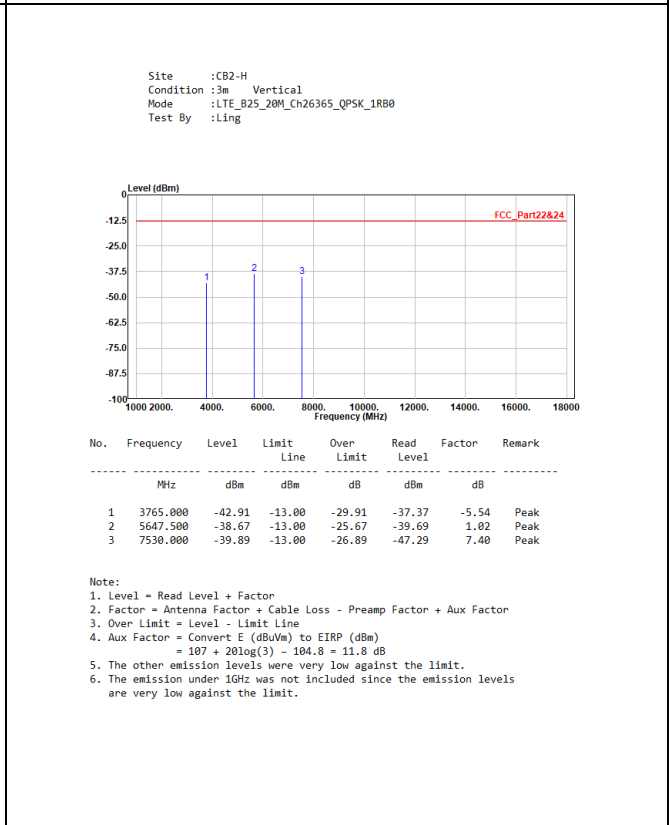 Site :CB2-H
Condition :3m Vertical
Mode :LTE_B25_20M_Ch26365_QPSK_1RB0
Test By :Ling
Level (dBm)
0
FCC_Part22&24
-12.5
-25.0
-37.5
1 2 3
-50.0
-62.5
-75.0
-87.5
-100
1000 2000. 4000. 6000. 8000. 10000. 12000. 14000. 16000. 18000
Frequency (MHz)
No. Frequency Level Limit Over Read Factor Remark
Line Limit Level
------ ----------- -------- --------- -------- -------- -------- ---------
MHz dBm dBm dB dBm dB
1 3765.000 -42.91 -13.00 -29.91 -37.37 -5.54 Peak
2 5647.500 -38.67 -13.00 -25.67 -39.69 1.02 Peak
3 7530.000 -39.89 -13.00 -26.89 -47.29 7.40 Peak
Note:
1. Level = Read Level + Factor
2. Factor = Antenna Factor + Cable Loss - Preamp Factor + Aux Factor
3. Over Limit = Level - Limit Line
4. Aux Factor = Convert E (dBuVm) to EIRP (dBm)
= 107 + 20log(3) – 104.8 = 11.8 dB
5. The other emission levels were very low against the limit.
6. The emission under 1GHz was not included since the emission levels
are very low against the limit.